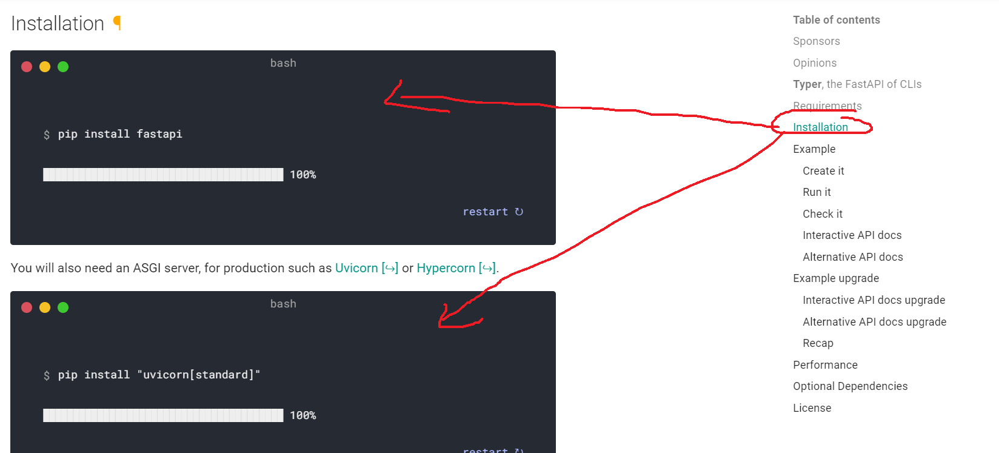 Installation ¶
bash
$ pip install fastapi
100%
restart ↻
You will also need an ASGI server, for production such as Uvicorn [↪] or Hypercorn [↪].
bash
$ pip install "uvicorn[standard]"
100%
restart ↻
Table of contents
Sponsors
Opinions
Typer, the FastAPI of CLIs
Requirements
Installation
Example
Create it
Run it
Check it
Interactive API docs
Alternative API docs
Example upgrade
Interactive API docs upgrade
Alternative API docs upgrade
Recap
Performance
Optional Dependencies
License